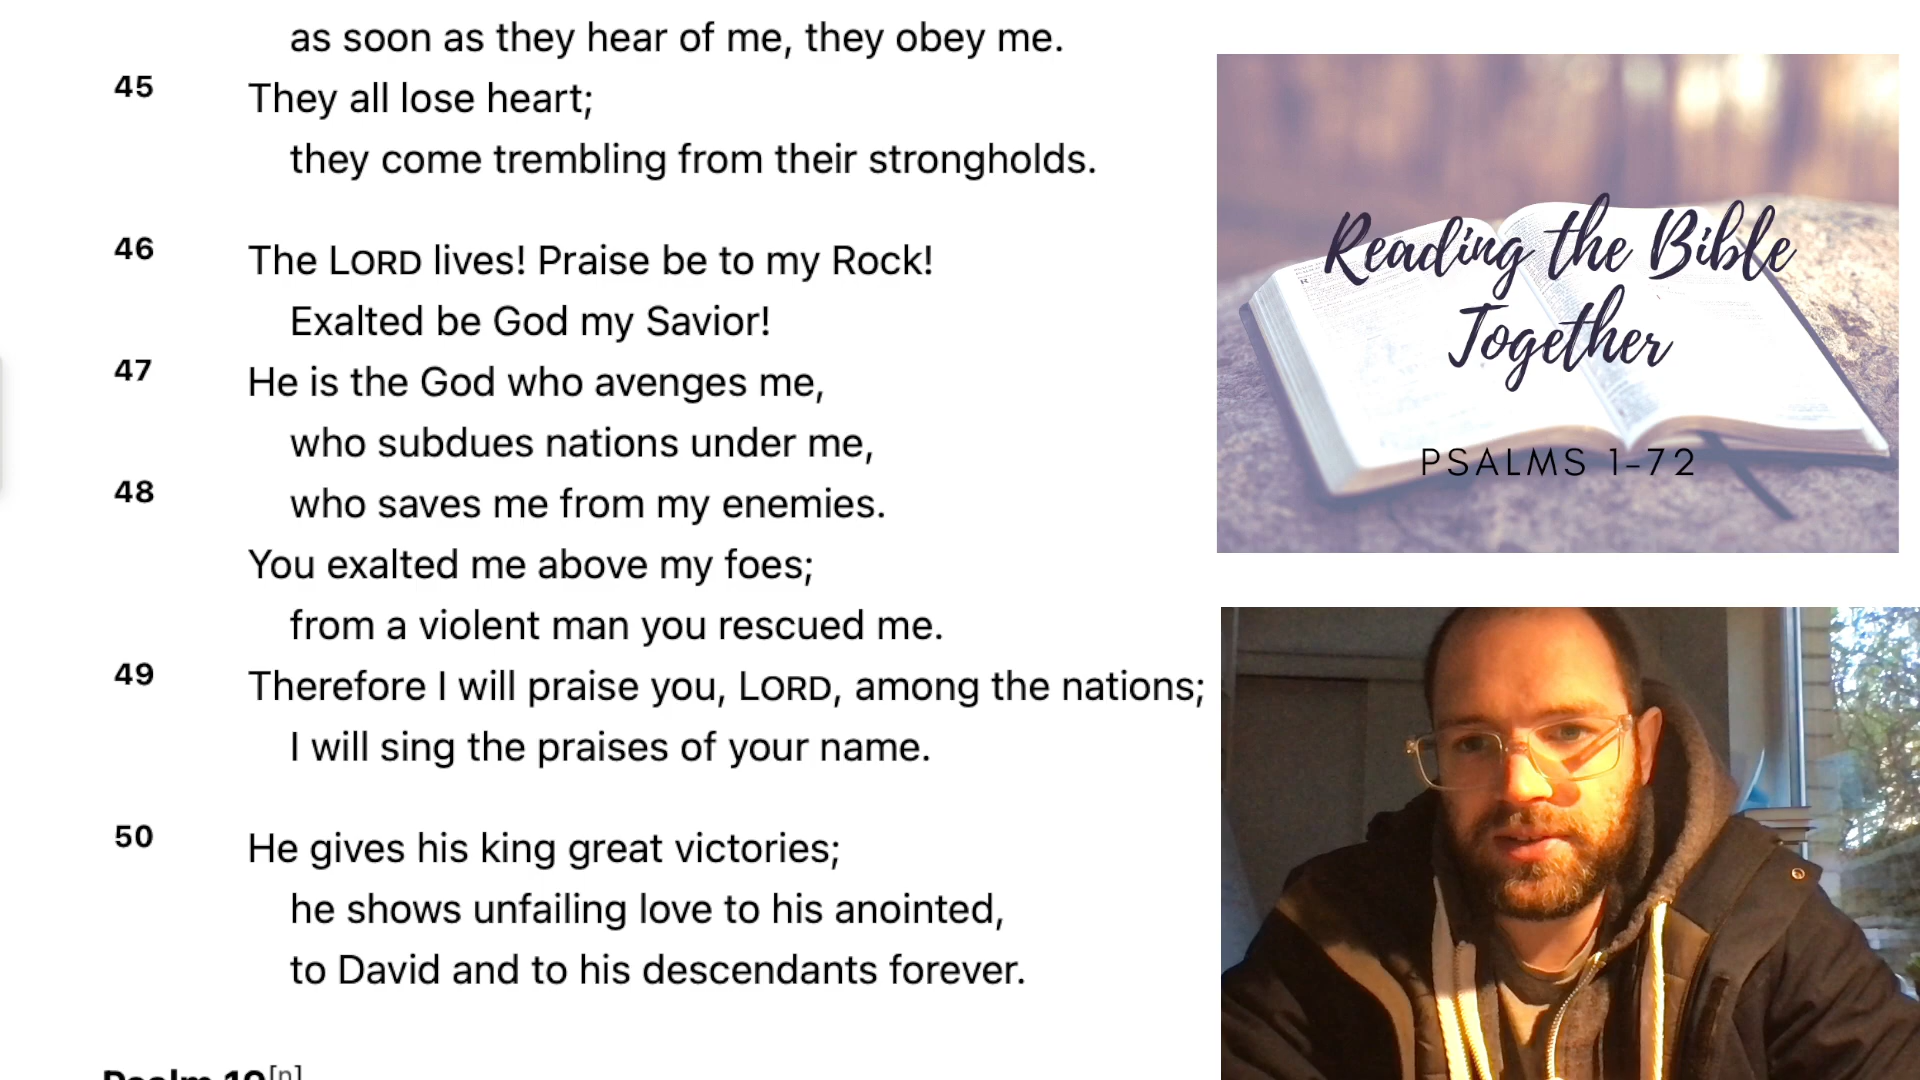 as soon as they hear of me, they obey me.
45 They all lose heart;
they come trembling from their strongholds.
46 The LORD lives! Praise be to my Rock!
Exalted be God my Savior!
47 He is the God who avenges me,
who subdues nations under me,
48 who saves me from my enemies.
You exalted me above my foes;
from a violent man you rescued me.
49 Therefore I will praise you, LORD, among the nations;
I will sing the praises of your name.
50 He gives his king great victories;
he shows unfailing love to his anointed,
to David and to his descendants forever.
Psalm 19[p]
Reading the Bible
Together
PSALMS 1-72